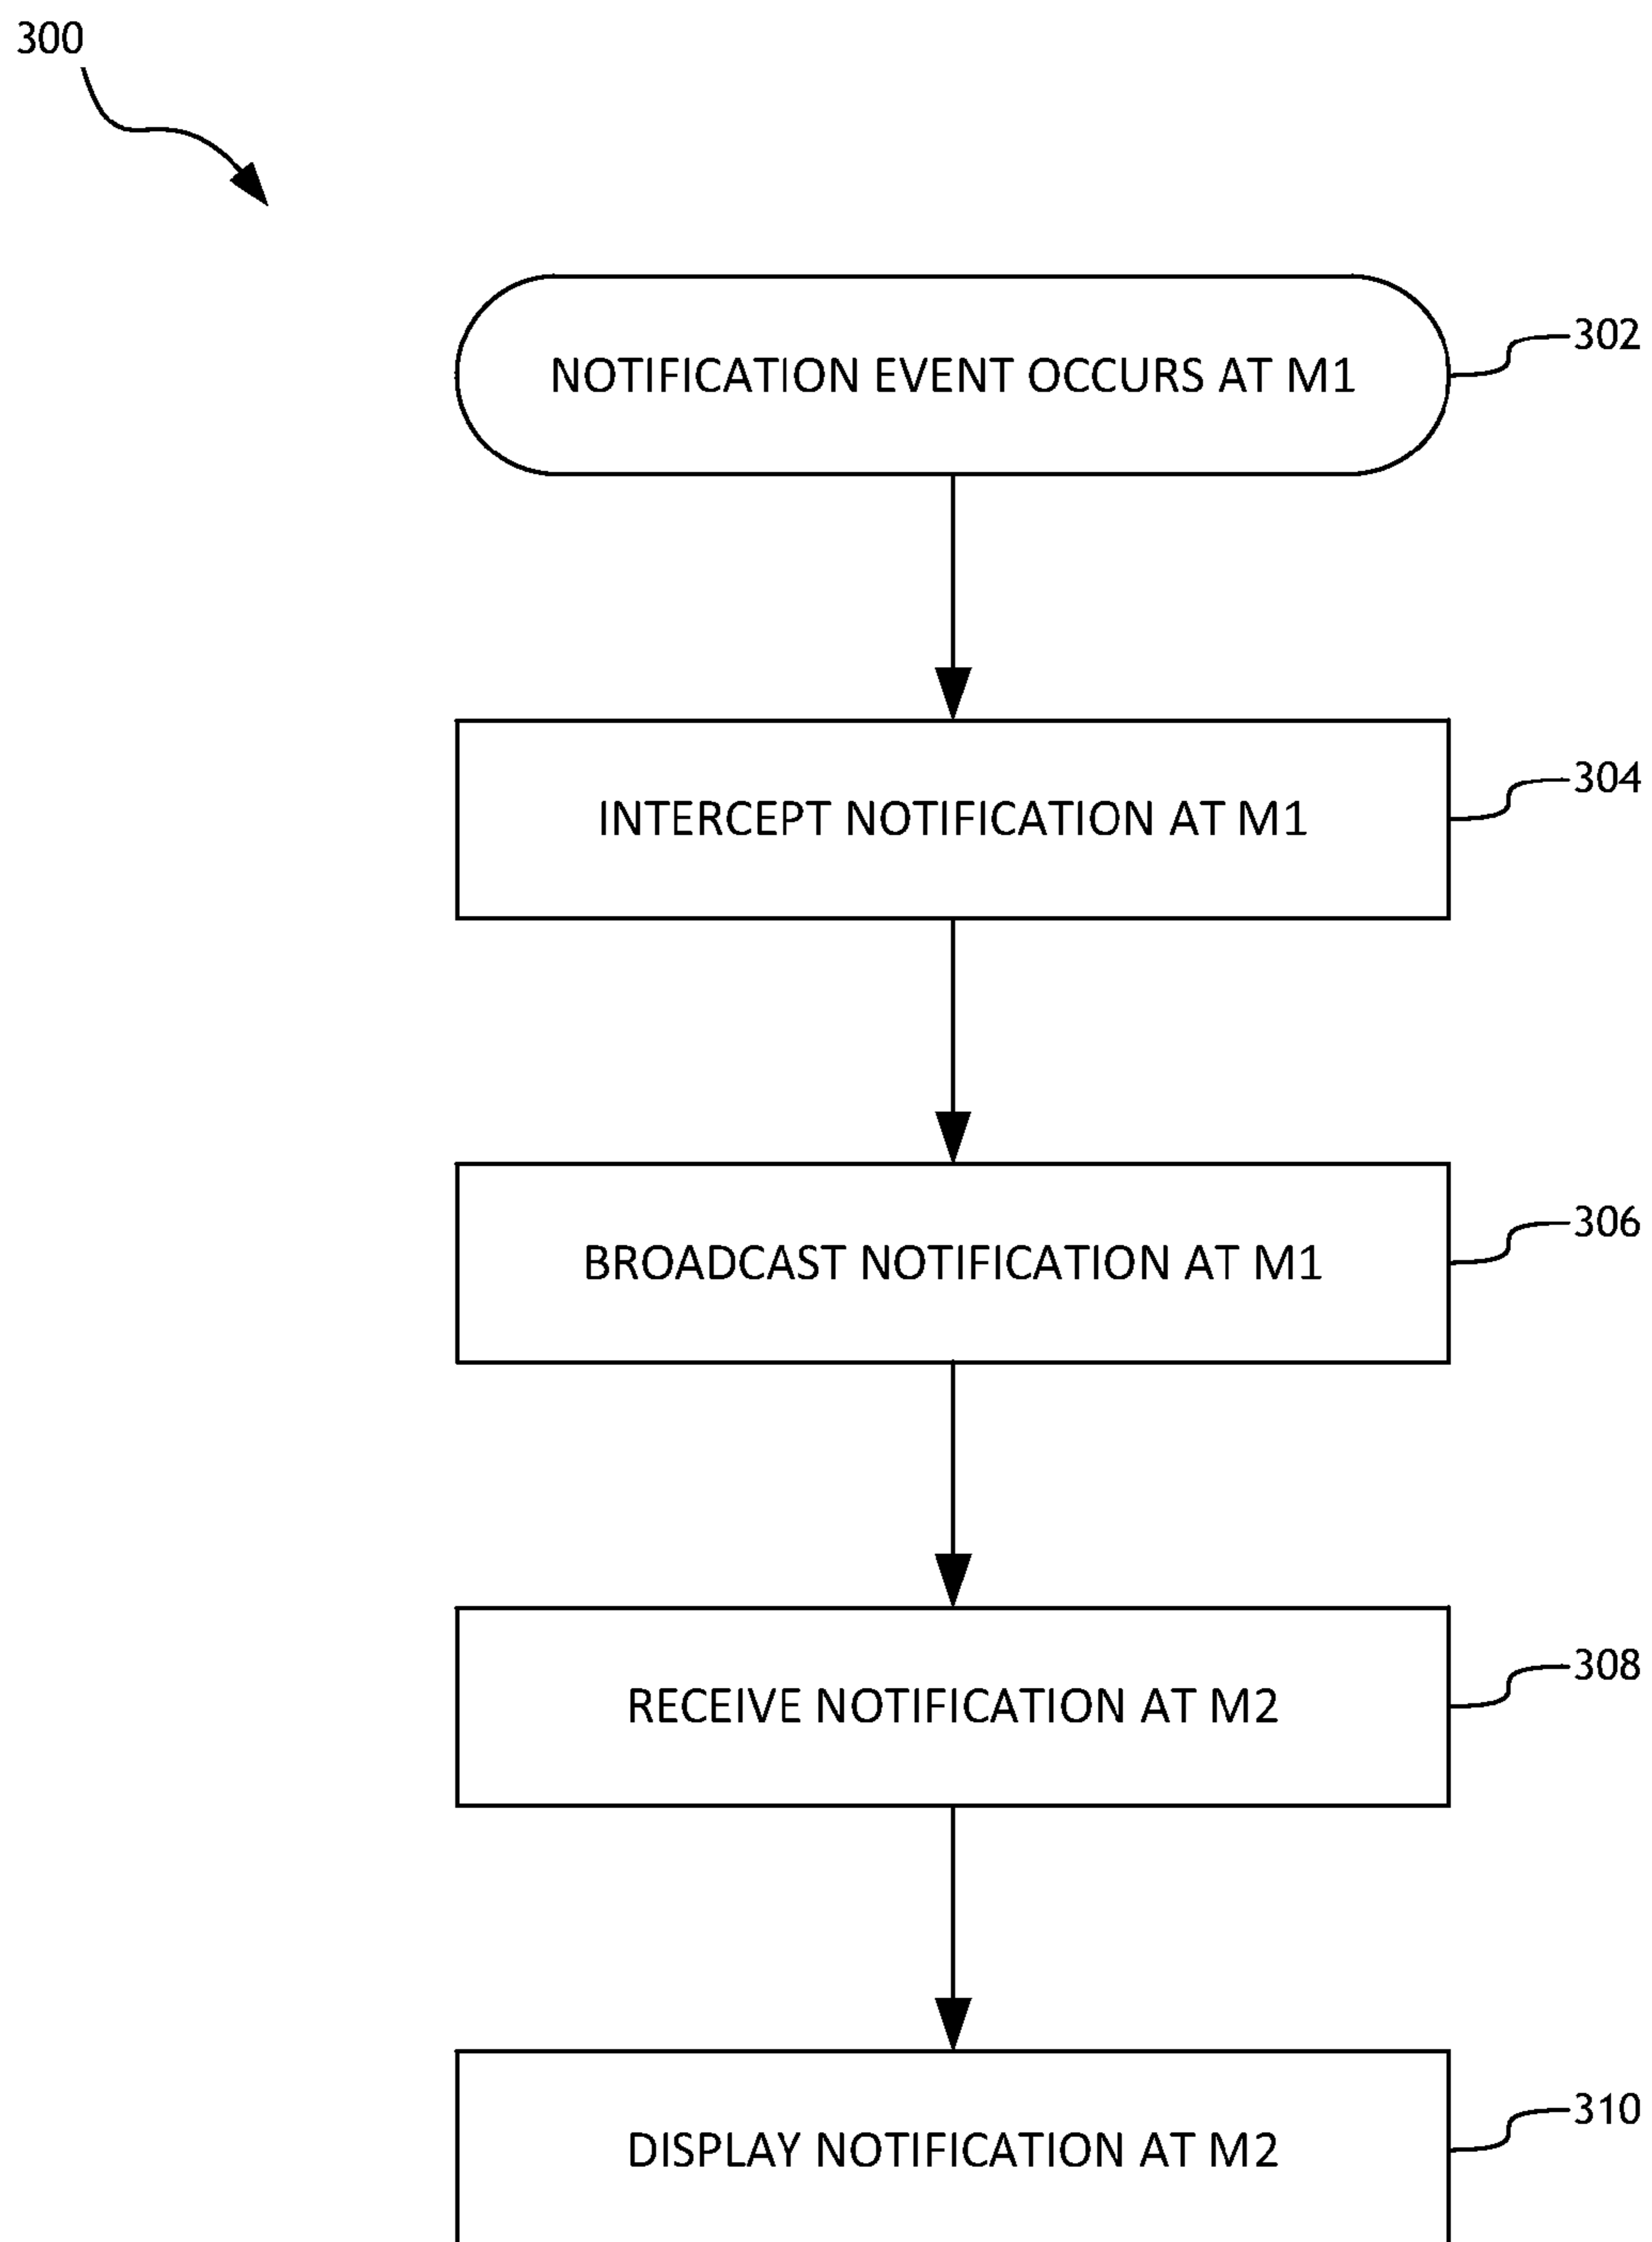 300
NOTIFICATION EVENT OCCURS AT M1
302
INTERCEPT NOTIFICATION AT M1
304
BROADCAST NOTIFICATION AT M1
306
RECEIVE NOTIFICATION AT M2
308
DISPLAY NOTIFICATION AT M2
310